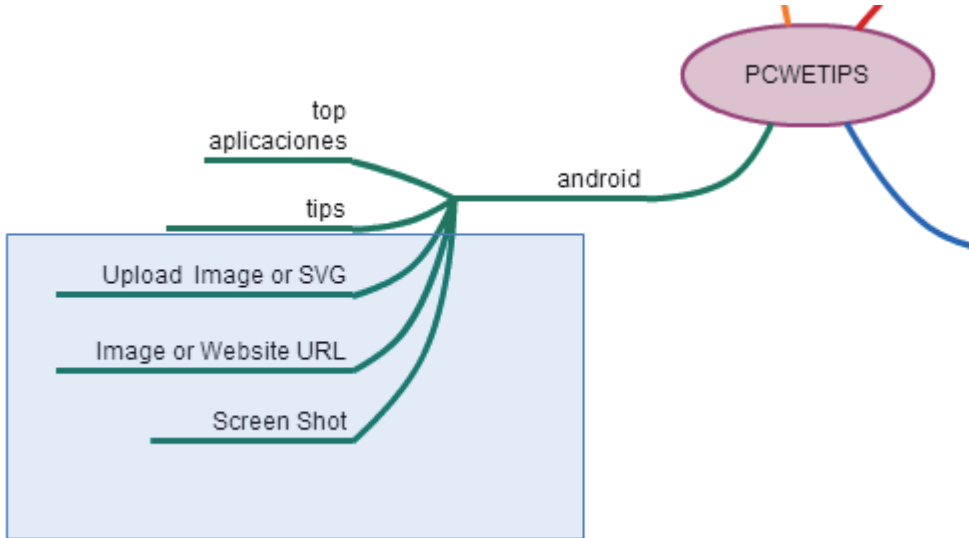 PCWETIPS
top
aplicaciones
android
tips
Upload Image or SVG
Image or Website URL
Screen Shot